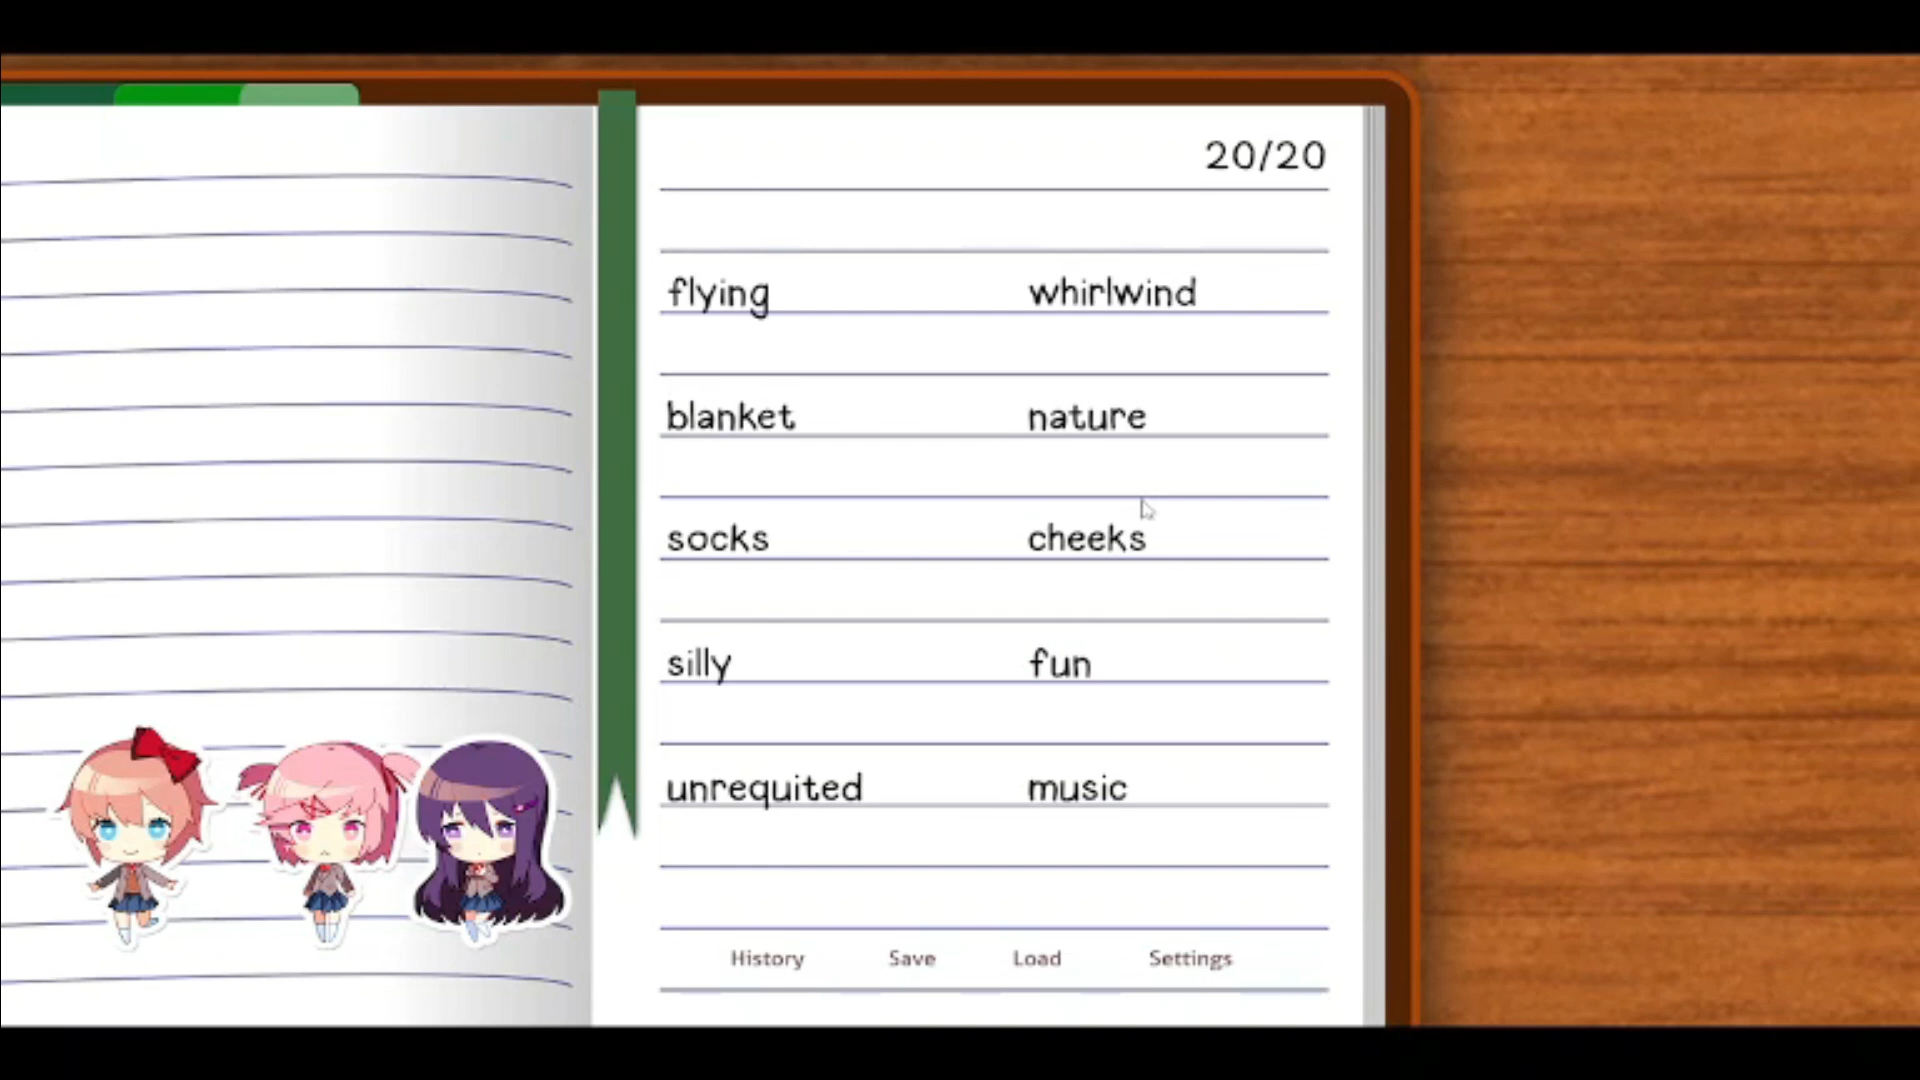 20/20
flying whirlwind
blanket nature
socks cheeks
silly fun
unrequited music
History Save Load Settings